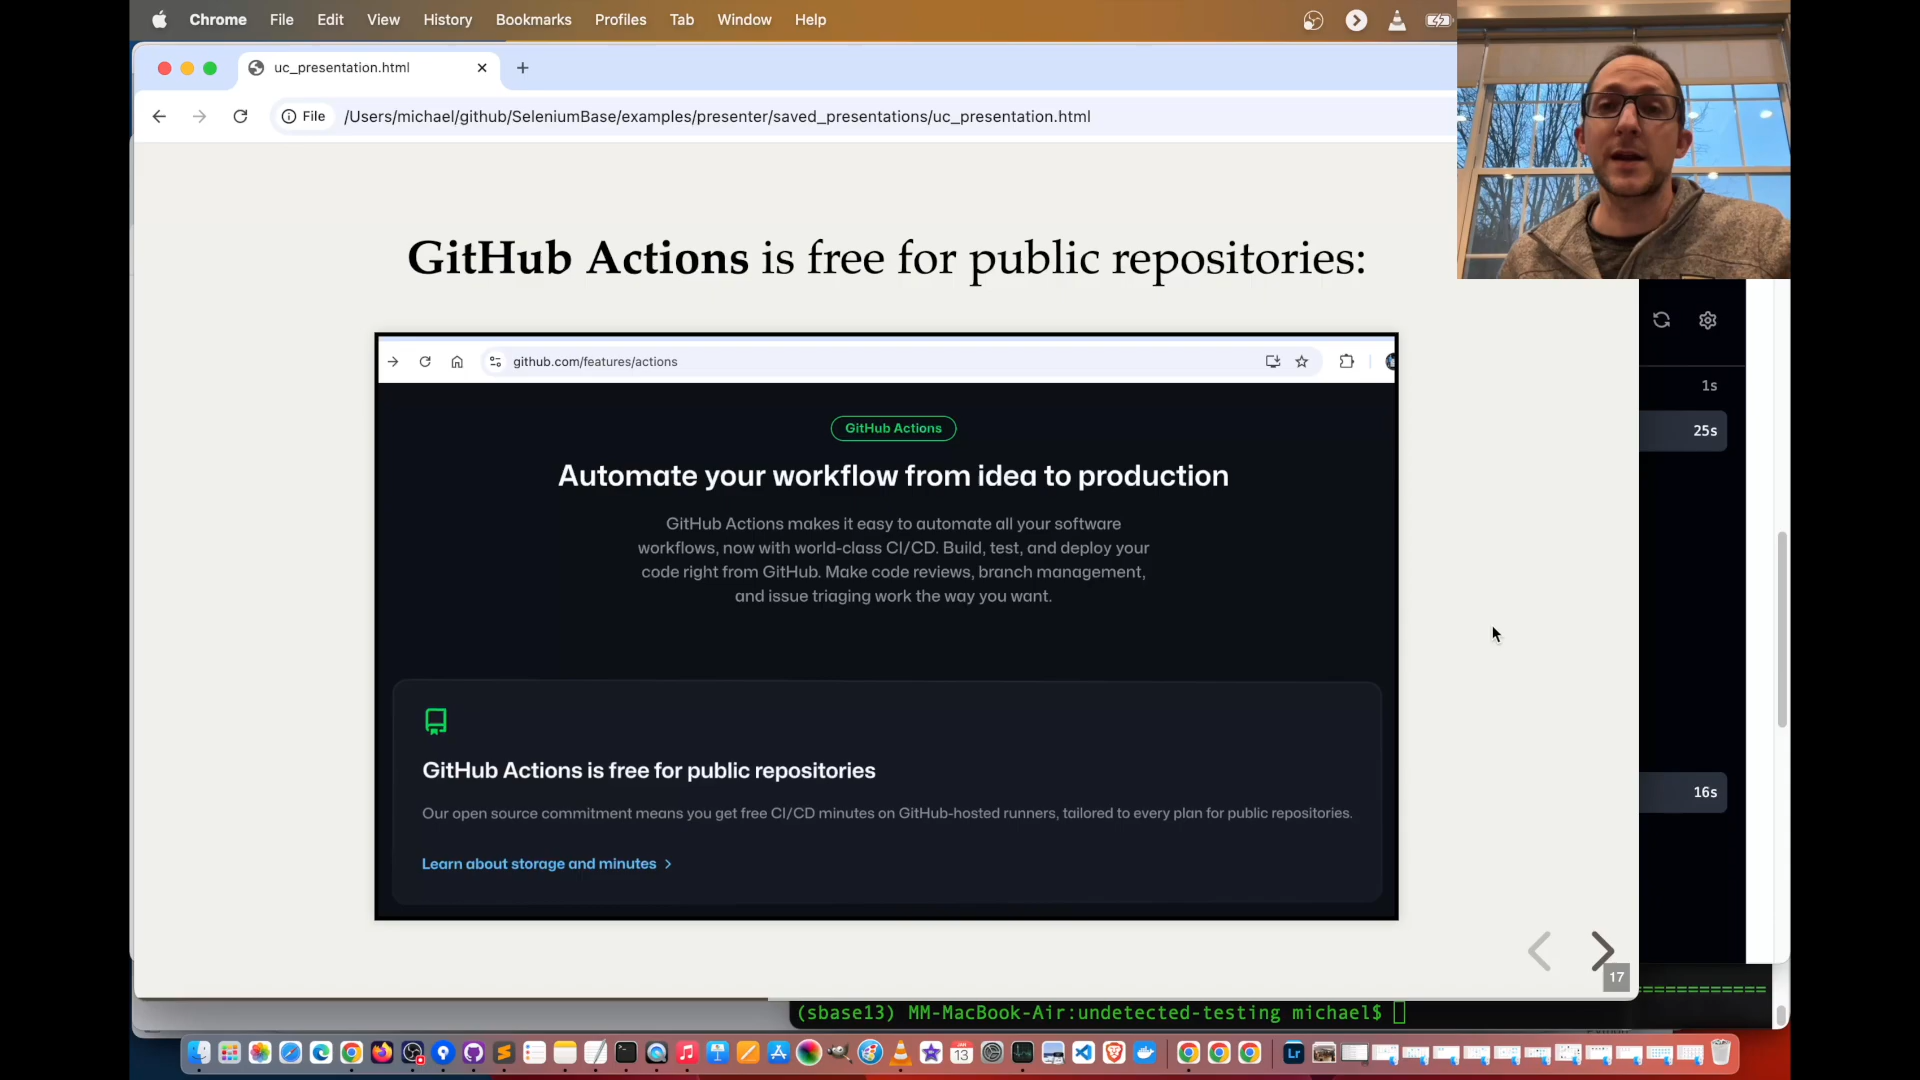 Chrome File Edit View History Bookmarks Profiles Tab Window Help
uc_presentation.html
File /Users/michael/github/SeleniumBase/examples/presenter/saved_presentations/uc_presentation.html
GitHub Actions is free for public repositories:
github.com/features/actions
GitHub Actions
Automate your workflow from idea to production
GitHub Actions makes it easy to automate all your software
workflows, now with world-class CI/CD. Build, test, and deploy your
code right from GitHub. Make code reviews, branch management,
and issue triaging work the way you want.
GitHub Actions is free for public repositories
Our open source commitment means you get free CI/CD minutes on GitHub-hosted runners, tailored to every plan for public repositories.
Learn about storage and minutes
1s
25s
16s
17
============
(sbase13) MM-MacBook-Air:undetected-testing michael$
13
Lr